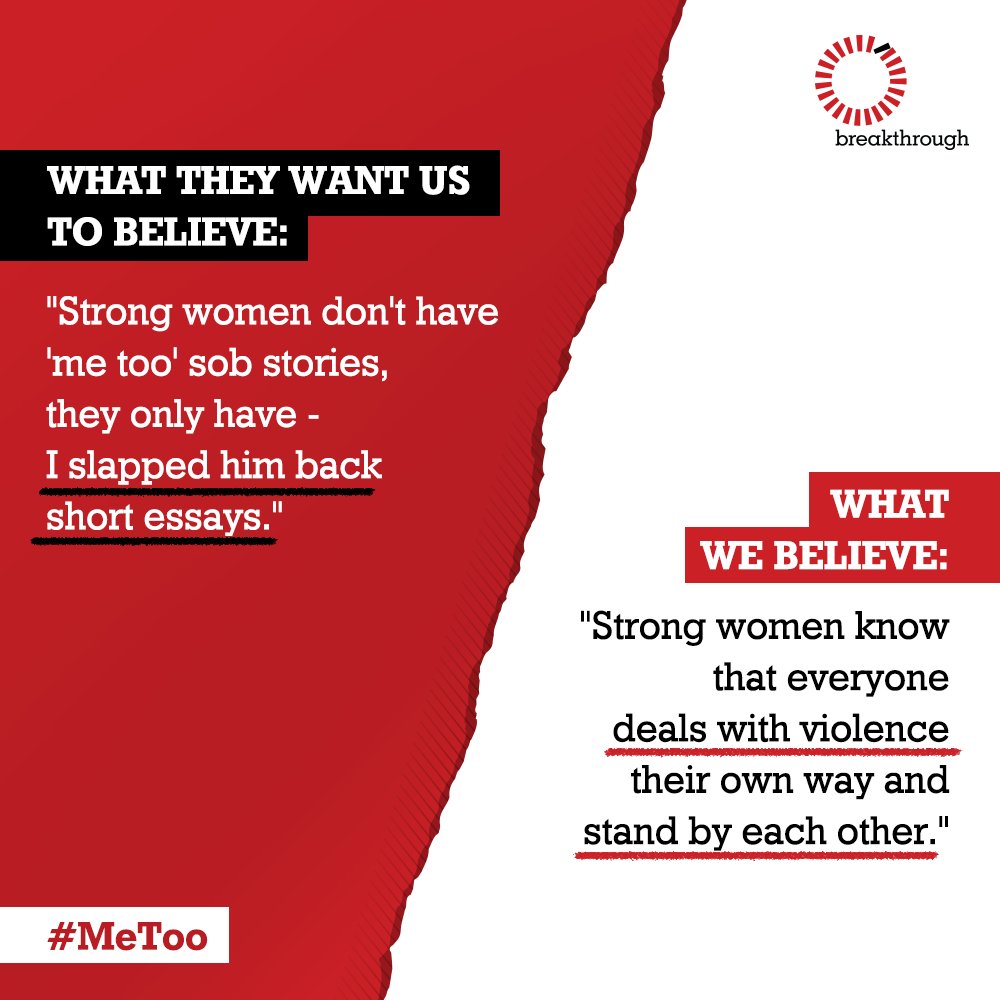 breakthrough
WHAT THEY WANT US
TO BELIEVE:
"Strong women don't have
'me too' sob stories,
they only have -
I slapped him back
short essays."
WHAT
WE BELIEVE:
"Strong women know
that everyone
deals with violence
their own way and
stand by each other."
#MeToo